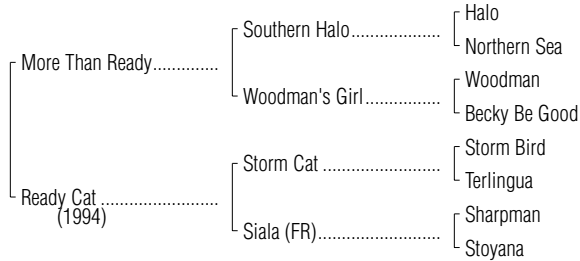 Halo
Southern Halo....................
Northern Sea
More Than Ready...............
Woodman
Woodman's Girl.................
Becky Be Good
Storm Bird
Storm Cat ..........................
Terlingua
Ready Cat ...........................
(1994)
Sharpman
Siala (FR)...........................
Stoyana